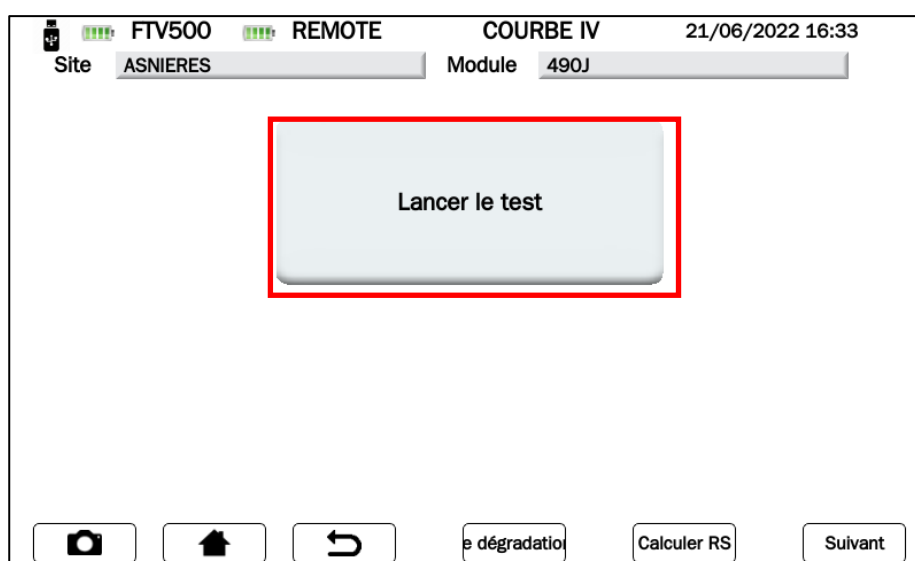 FTV500 REMOTE COURBE IV 21/06/2022 16:33
Site ASNIERES Module 490J
Lancer le test
e dégradation Calculer RS Suivant